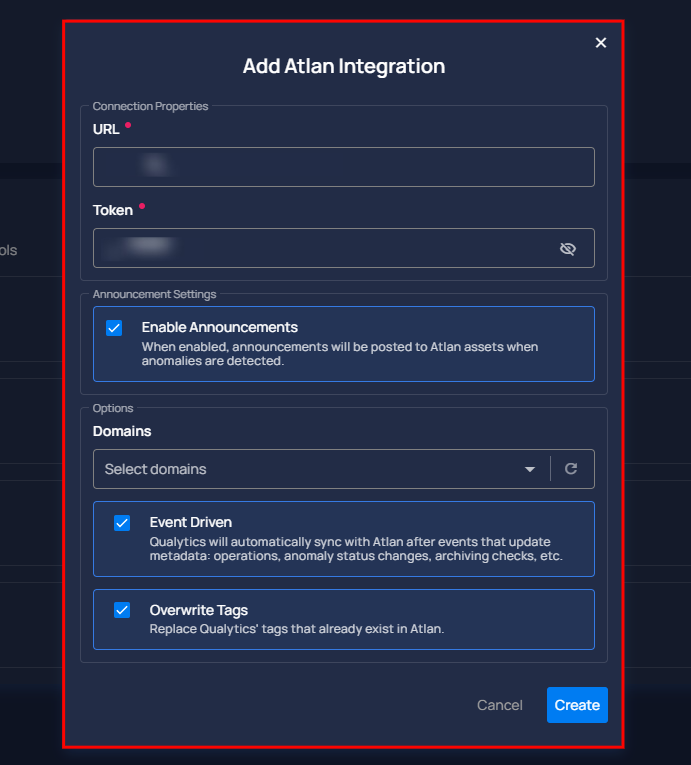 Add Atlan Integration
Connection Properties
URL
Token
ols
Announcement Settings
Enable Announcements
When enabled, announcements will be posted to Atlan assets when
anomalies are detected.
Options
Domains
Select domains
Event Driven
Qualytics will automatically sync with Atlan after events that update
metadata: operations, anomaly status changes, archiving checks, etc.
Overwrite Tags
Replace Qualytics' tags that already exist in Atlan.
Cancel
Create